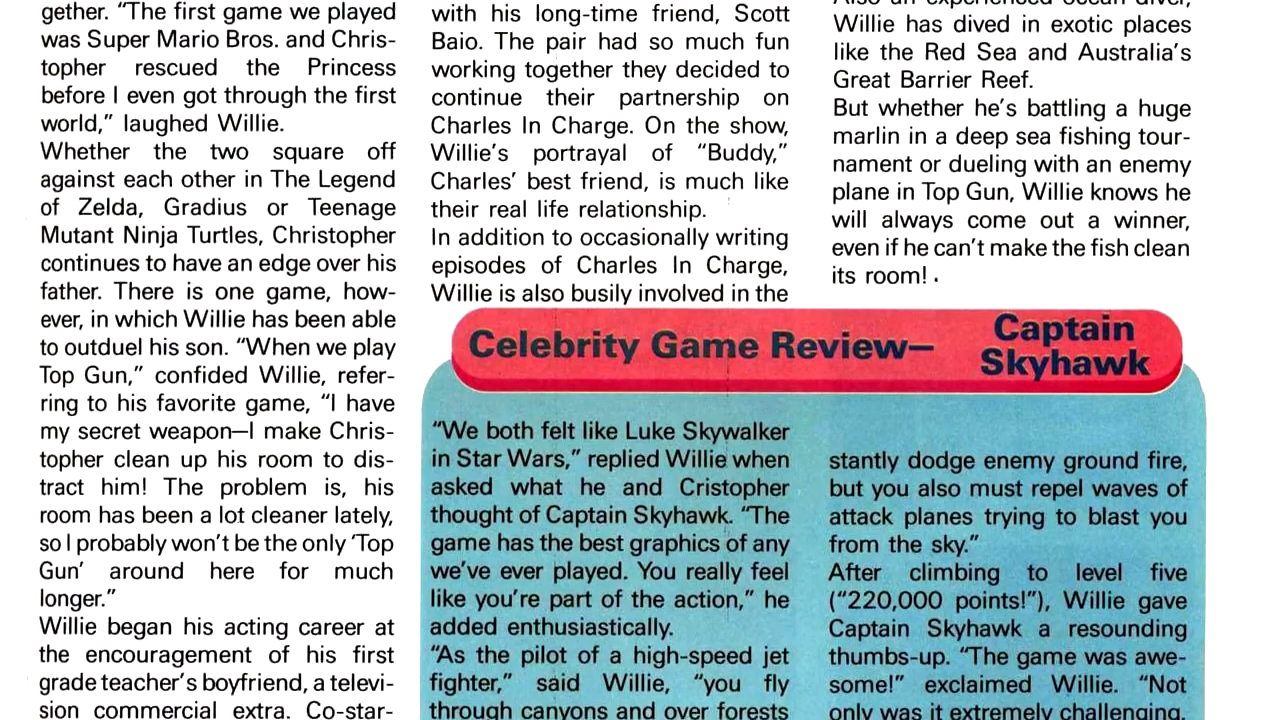 gether. "The first game we played
was Super Mario Bros. and Chris-
topher rescued the Princess
before I even got through the first
world," laughed Willie.
Whether the two square off
against each other in The Legend
of Zelda, Gradius or Teenage
Mutant Ninja Turtles, Christopher
continues to have an edge over his
father. There is one game, how-
ever, in which Willie has been able
to outduel his son. "When we play
Top Gun," confided Willie, refer-
ring to his favorite game, "I have
my secret weapon—I make Chris-
topher clean up his room to dis-
tract him! The problem is, his
room has been a lot cleaner lately,
so I probably won't be the only 'Top
Gun' around here for much
longer."
Willie began his acting career at
the encouragement of his first
grade teacher's boyfriend, a televi-
sion commercial extra. Co-star-
with his long-time friend, Scott
Baio. The pair had so much fun
working together they decided to
continue their partnership on
Charles In Charge. On the show,
Willie's portrayal of "Buddy,"
Charles' best friend, is much like
their real life relationship.
In addition to occasionally writing
episodes of Charles In Charge,
Willie is also busily involved in the
Also an experienced ocean diver,
Willie has dived in exotic places
like the Red Sea and Australia's
Great Barrier Reef.
But whether he's battling a huge
marlin in a deep sea fishing tour-
nament or dueling with an enemy
plane in Top Gun, Willie knows he
will always come out a winner,
even if he can't make the fish clean
its room!
Celebrity Game Review— Captain
Skyhawk
"We both felt like Luke Skywalker
in Star Wars," replied Willie when
asked what he and Cristopher
thought of Captain Skyhawk. "The
game has the best graphics of any
we've ever played. You really feel
like you're part of the action," he
added enthusiastically.
"As the pilot of a high-speed jet
fighter," said Willie, "you fly
through canyons and over forests
stantly dodge enemy ground fire,
but you also must repel waves of
attack planes trying to blast you
from the sky."
After climbing to level five
("220,000 points!"), Willie gave
Captain Skyhawk a resounding
thumbs-up. "The game was awe-
some!" exclaimed Willie. "Not
only was it extremely challenging,